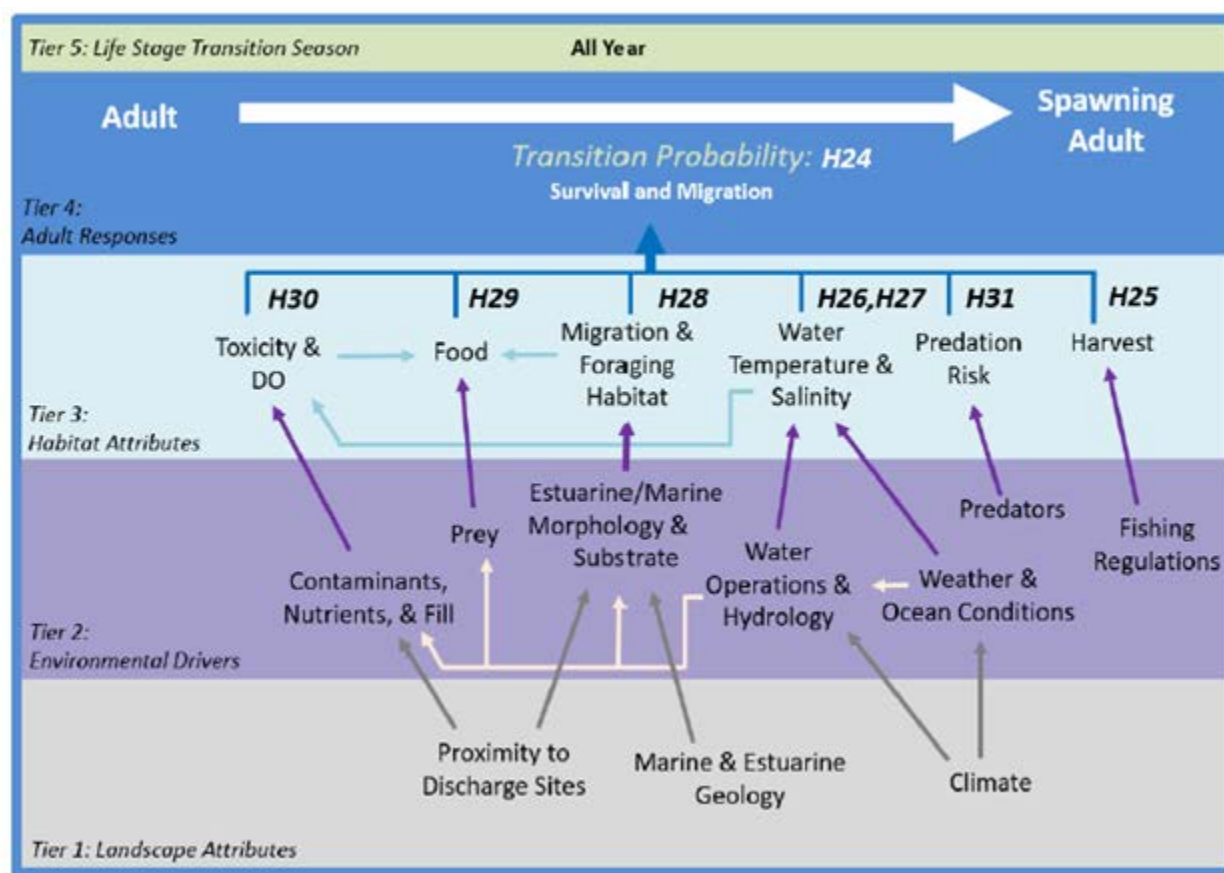 Tier 5: Life Stage Transition Season
All Year
Adult
Spawning
Adult
Transition Probability: H24
Survival and Migration
Tier 4:
Adult Responses
H30
H29
H28
H26,H27
H31
H25
Toxicity &
DO
Food
Migration &
Foraging
Habitat
Water
Temperature &
Salinity
Predation
Risk
Harvest
Tier 3:
Habitat Attributes
Contaminants,
Nutrients, & Fill
Prey
Estuarine/Marine
Morphology &
Substrate
Water
Operations &
Hydrology
Predators
Weather &
Ocean Conditions
Fishing
Regulations
Tier 2:
Environmental Drivers
Proximity to
Discharge Sites
Marine & Estuarine
Geology
Climate
Tier 1: Landscape Attributes